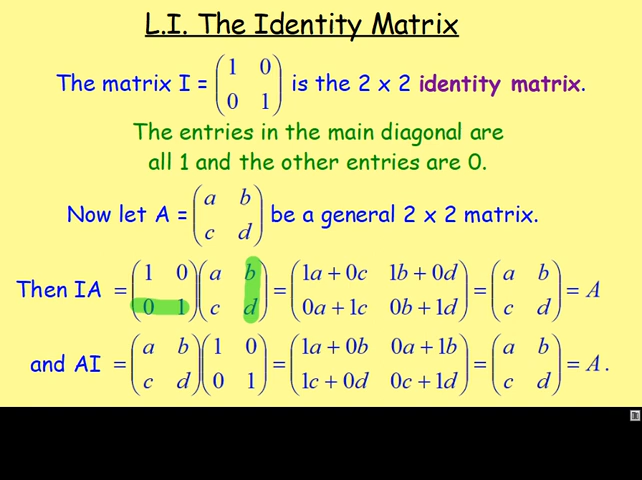 L.I. The Identity Matrix
The matrix I = (1 0; 0 1) is the 2 x 2 identity matrix.
The entries in the main diagonal are
all 1 and the other entries are 0.
Now let A = (a b; c d) be a general 2 x 2 matrix.
Then IA = (1 0; 0 1)(a b; c d) = (1a + 0c 1b + 0d; 0a + 1c 0b + 1d) = (a b; c d) = A
and AI = (a b; c d)(1 0; 0 1) = (1a + 0b 0a + 1b; 1c + 0d 0c + 1d) = (a b; c d) = A.